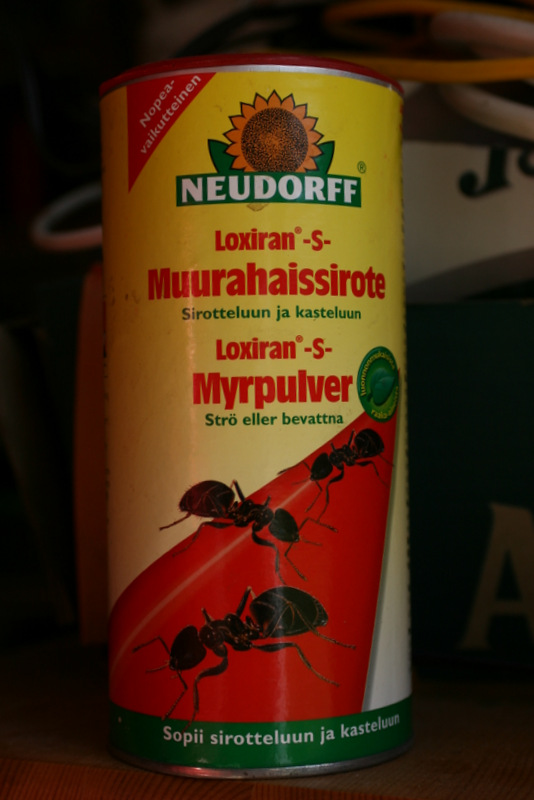 Nopea-
vaikutteinen
NEUDORFF®
Loxiran®-S-
Muurahaissirote
Sirotteluun ja kasteluun
Loxiran®-S-
Myrpulver
Strö eller bevattna
Sopii sirotteluun ja kasteluun